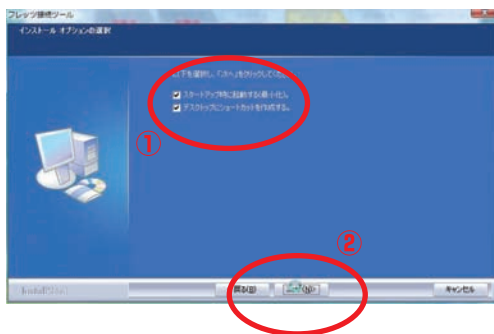 フレッツ接続ツール
インストール オプションの選択
以下を選択し、「次へ」をクリックしてください。
スタートアップ時に起動する(最小化)。
デスクトップにショートカットを作成する。
①
②
InstallShield
戻る(B)
次へ(N)>
キャンセル